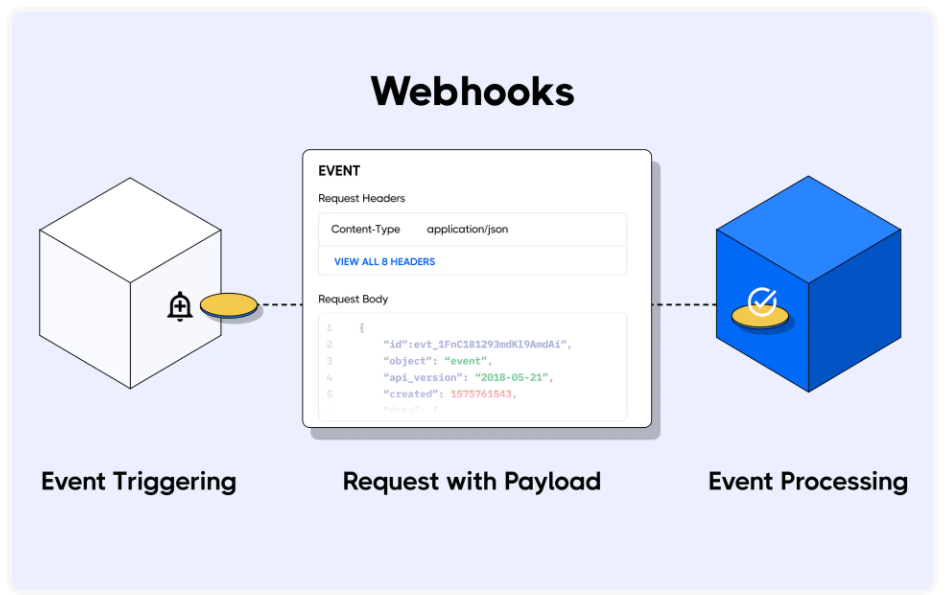 Webhooks
EVENT
Request Headers
Content-Type application/json
VIEW ALL 8 HEADERS
Request Body
1 {
2 “id”:evt_1FnC1B1293mdKl9AmdAi”,
3 “object”: “event”,
4 “api_version”: “2018-05-21”,
5 “created”: 1575761543,
“data”: {
Event Triggering
Request with Payload
Event Processing